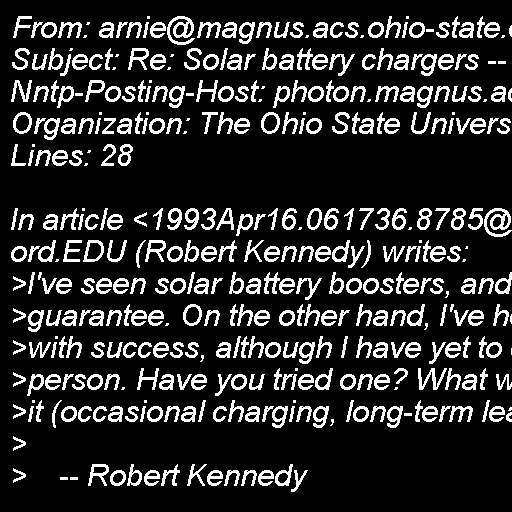 From: arnie@magnus.acs.ohio-state.
Subject: Re: Solar battery chargers --
Nntp-Posting-Host: photon.magnus.ac
Organization: The Ohio State Univers
Lines: 28

In article <1993Apr16.061736.8785@
ord.EDU (Robert Kennedy) writes:
>I've seen solar battery boosters, and
>guarantee. On the other hand, I've h
>with success, although I have yet to
>person. Have you tried one? What w
>it (occasional charging, long-term lea
>
>    -- Robert Kennedy